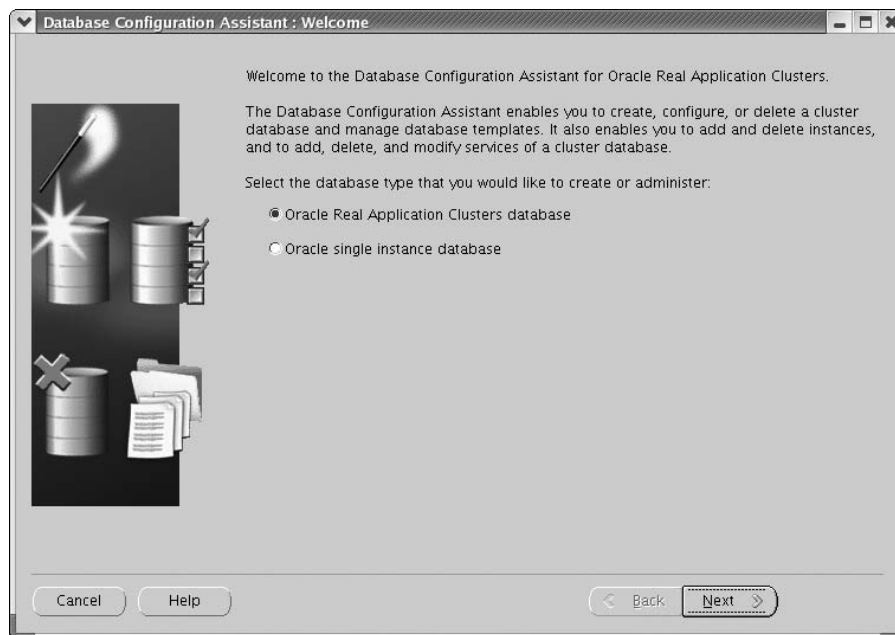 Database Configuration Assistant : Welcome
Welcome to the Database Configuration Assistant for Oracle Real Application Clusters.
The Database Configuration Assistant enables you to create, configure, or delete a cluster
database and manage database templates. It also enables you to add and delete instances,
and to add, delete, and modify services of a cluster database.
Select the database type that you would like to create or administer:
Oracle Real Application Clusters database
Oracle single instance database
Cancel
Help
Back
Next